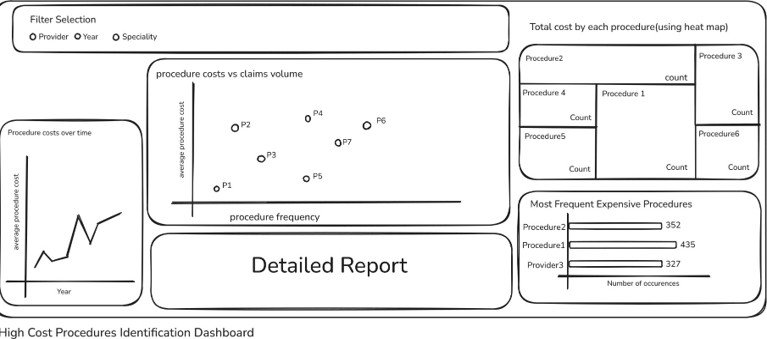 Filter Selection
Provider Year Speciality
Total cost by each procedure(using heat map)
Procedure2
count
Procedure 3
Count
Procedure 4
Count
Procedure 1
Count
Procedure5
Count
Procedure6
Count
procedure costs vs claims volume
average procedure cost
P2
P4
P6
P7
P3
P5
P1
procedure frequency
Procedure costs over time
average procedure cost
Year
Detailed Report
Most Frequent Expensive Procedures
Procedure2 352
Procedure1 435
Provider3 327
Number of occurences
High Cost Procedures Identification Dashboard